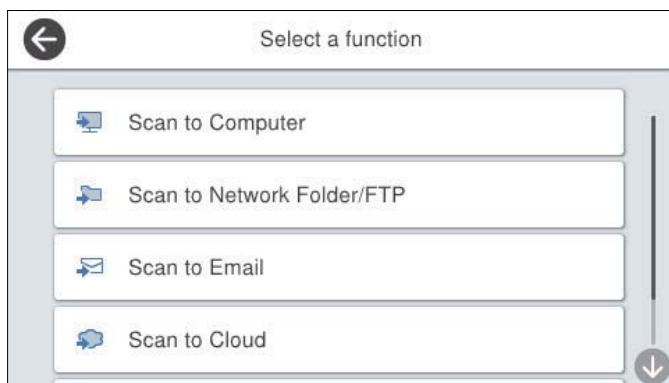 Select a function
Scan to Computer
Scan to Network Folder/FTP
Scan to Email
Scan to Cloud